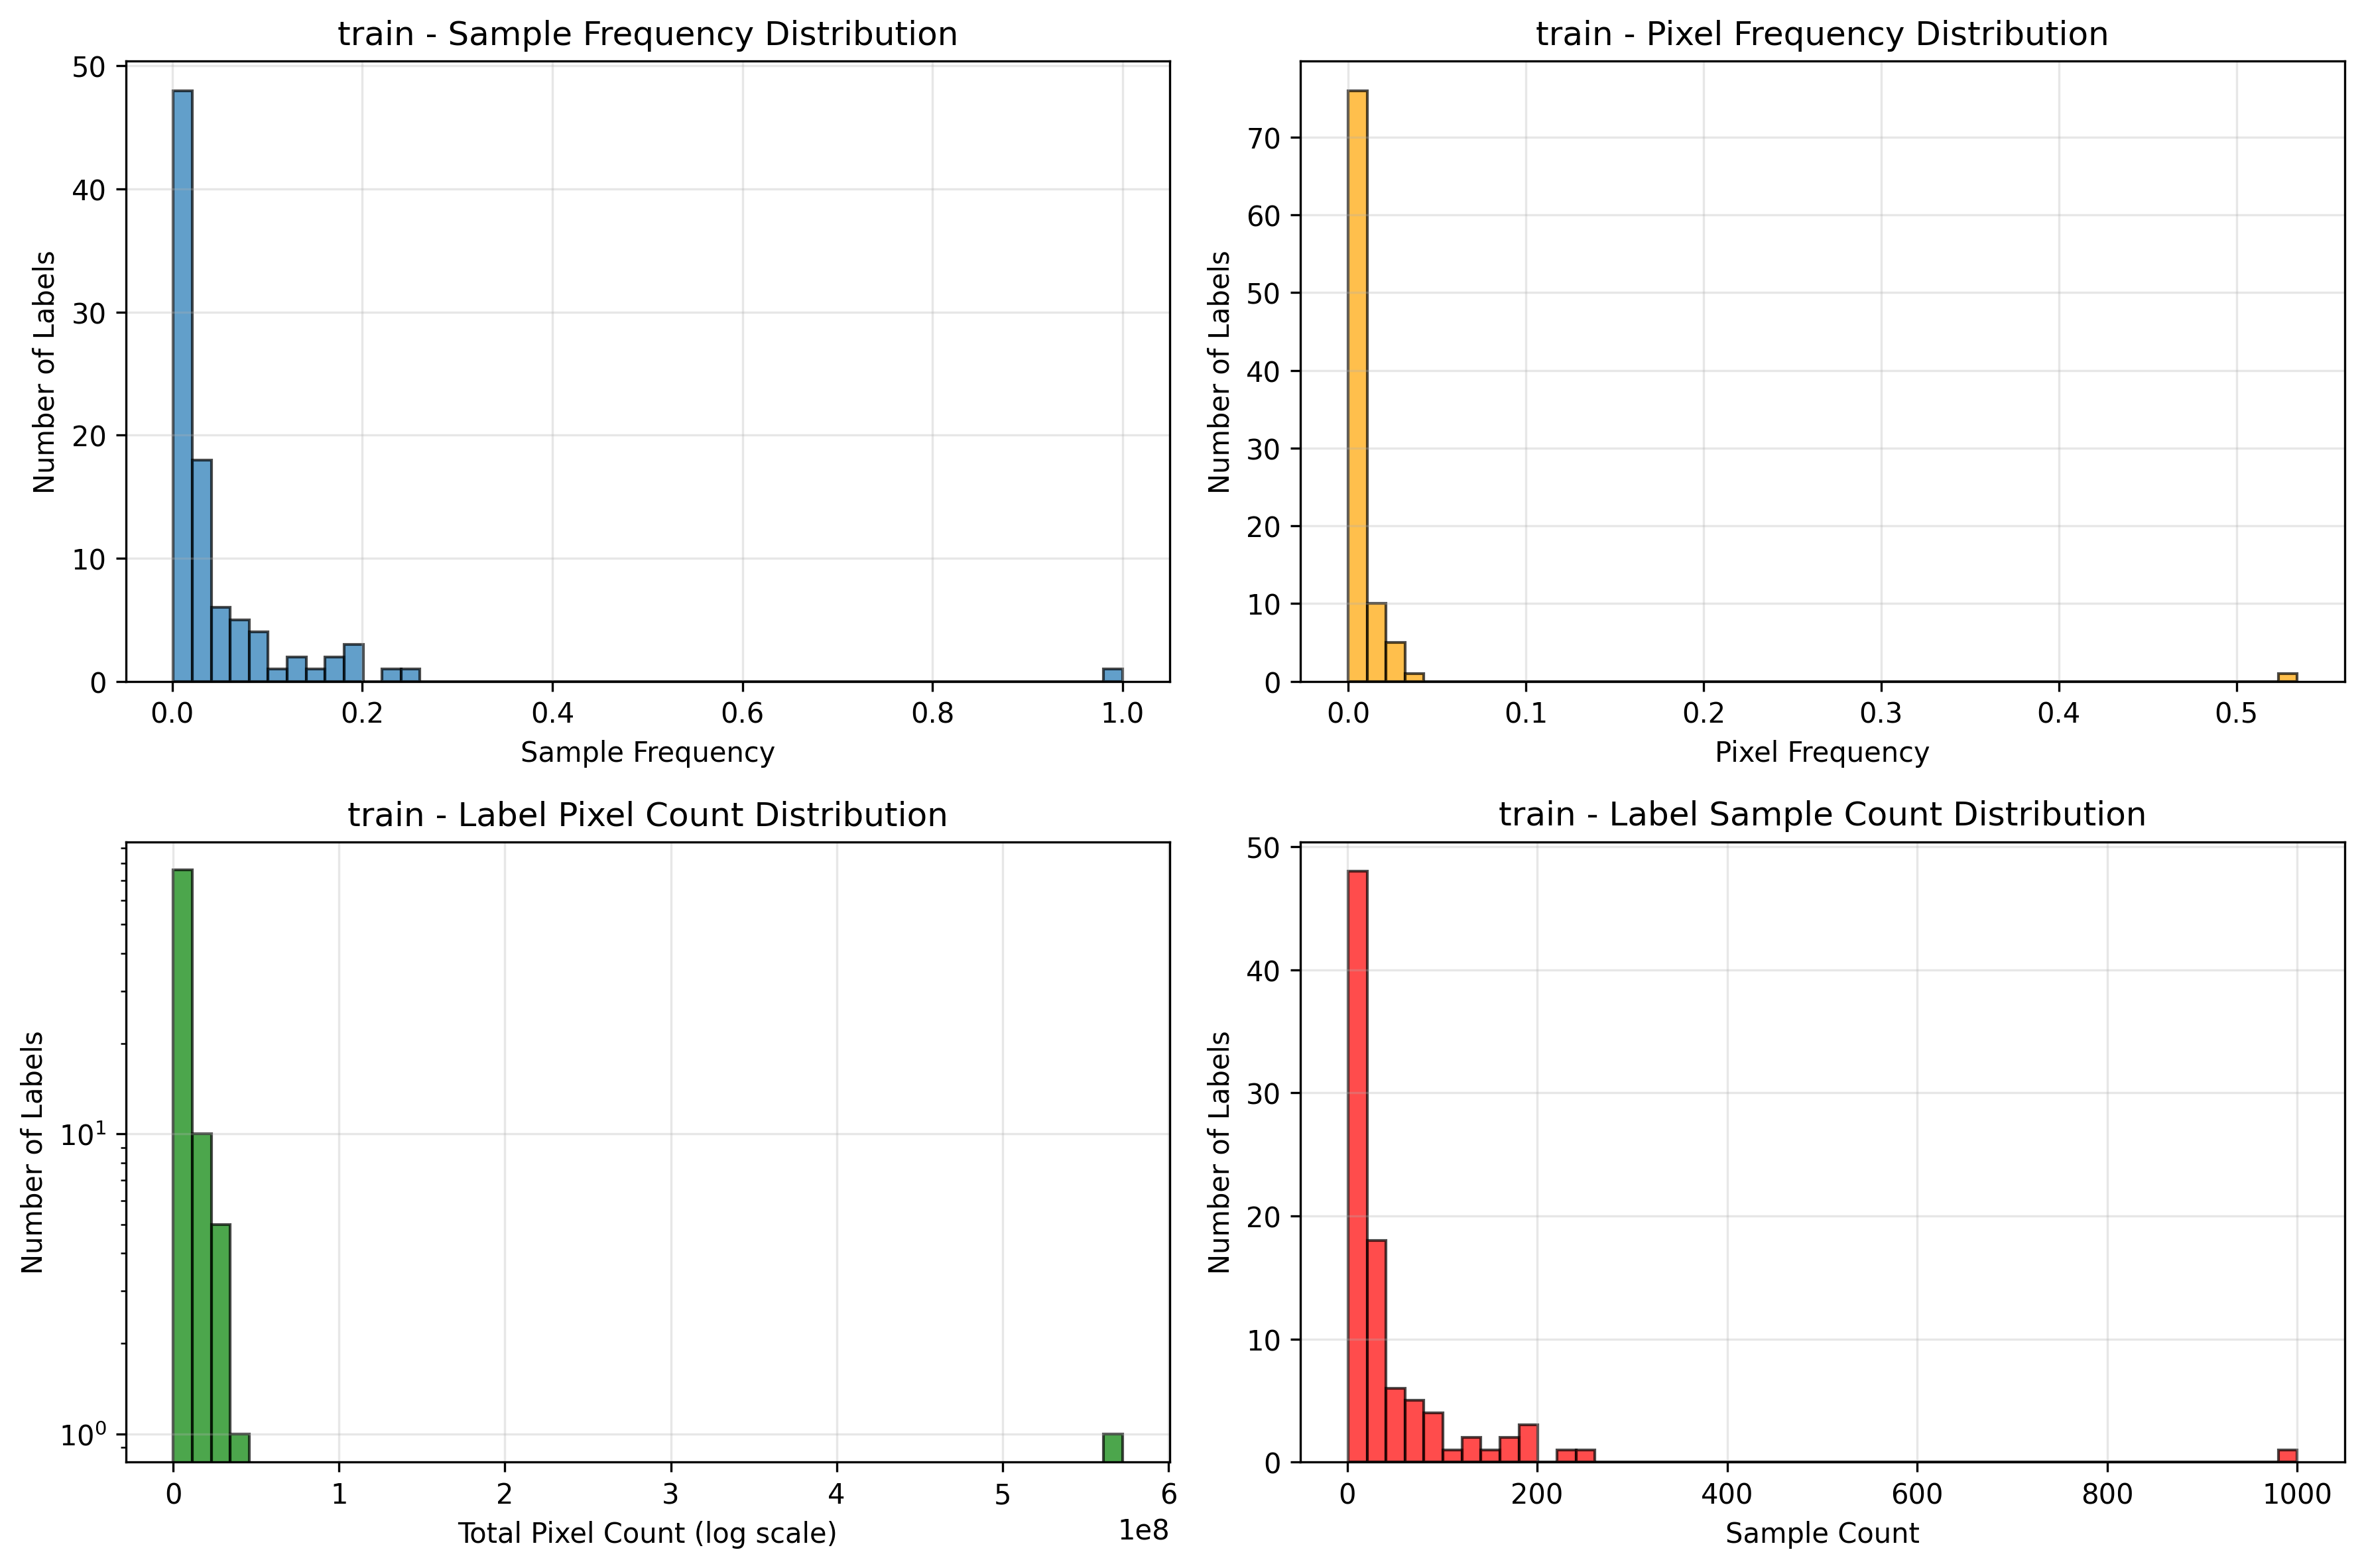 train - Sample Frequency Distribution
50
40
30
20
10
0
Number of Labels
0.0 0.2 0.4 0.6 0.8 1.0
Sample Frequency
train - Pixel Frequency Distribution
70
60
50
40
30
20
10
0
Number of Labels
0.0 0.1 0.2 0.3 0.4 0.5
Pixel Frequency
train - Label Pixel Count Distribution
10¹
10⁰
Number of Labels
0 1 2 3 4 5 6
1e8
Total Pixel Count (log scale)
train - Label Sample Count Distribution
50
40
30
20
10
0
Number of Labels
0 200 400 600 800 1000
Sample Count